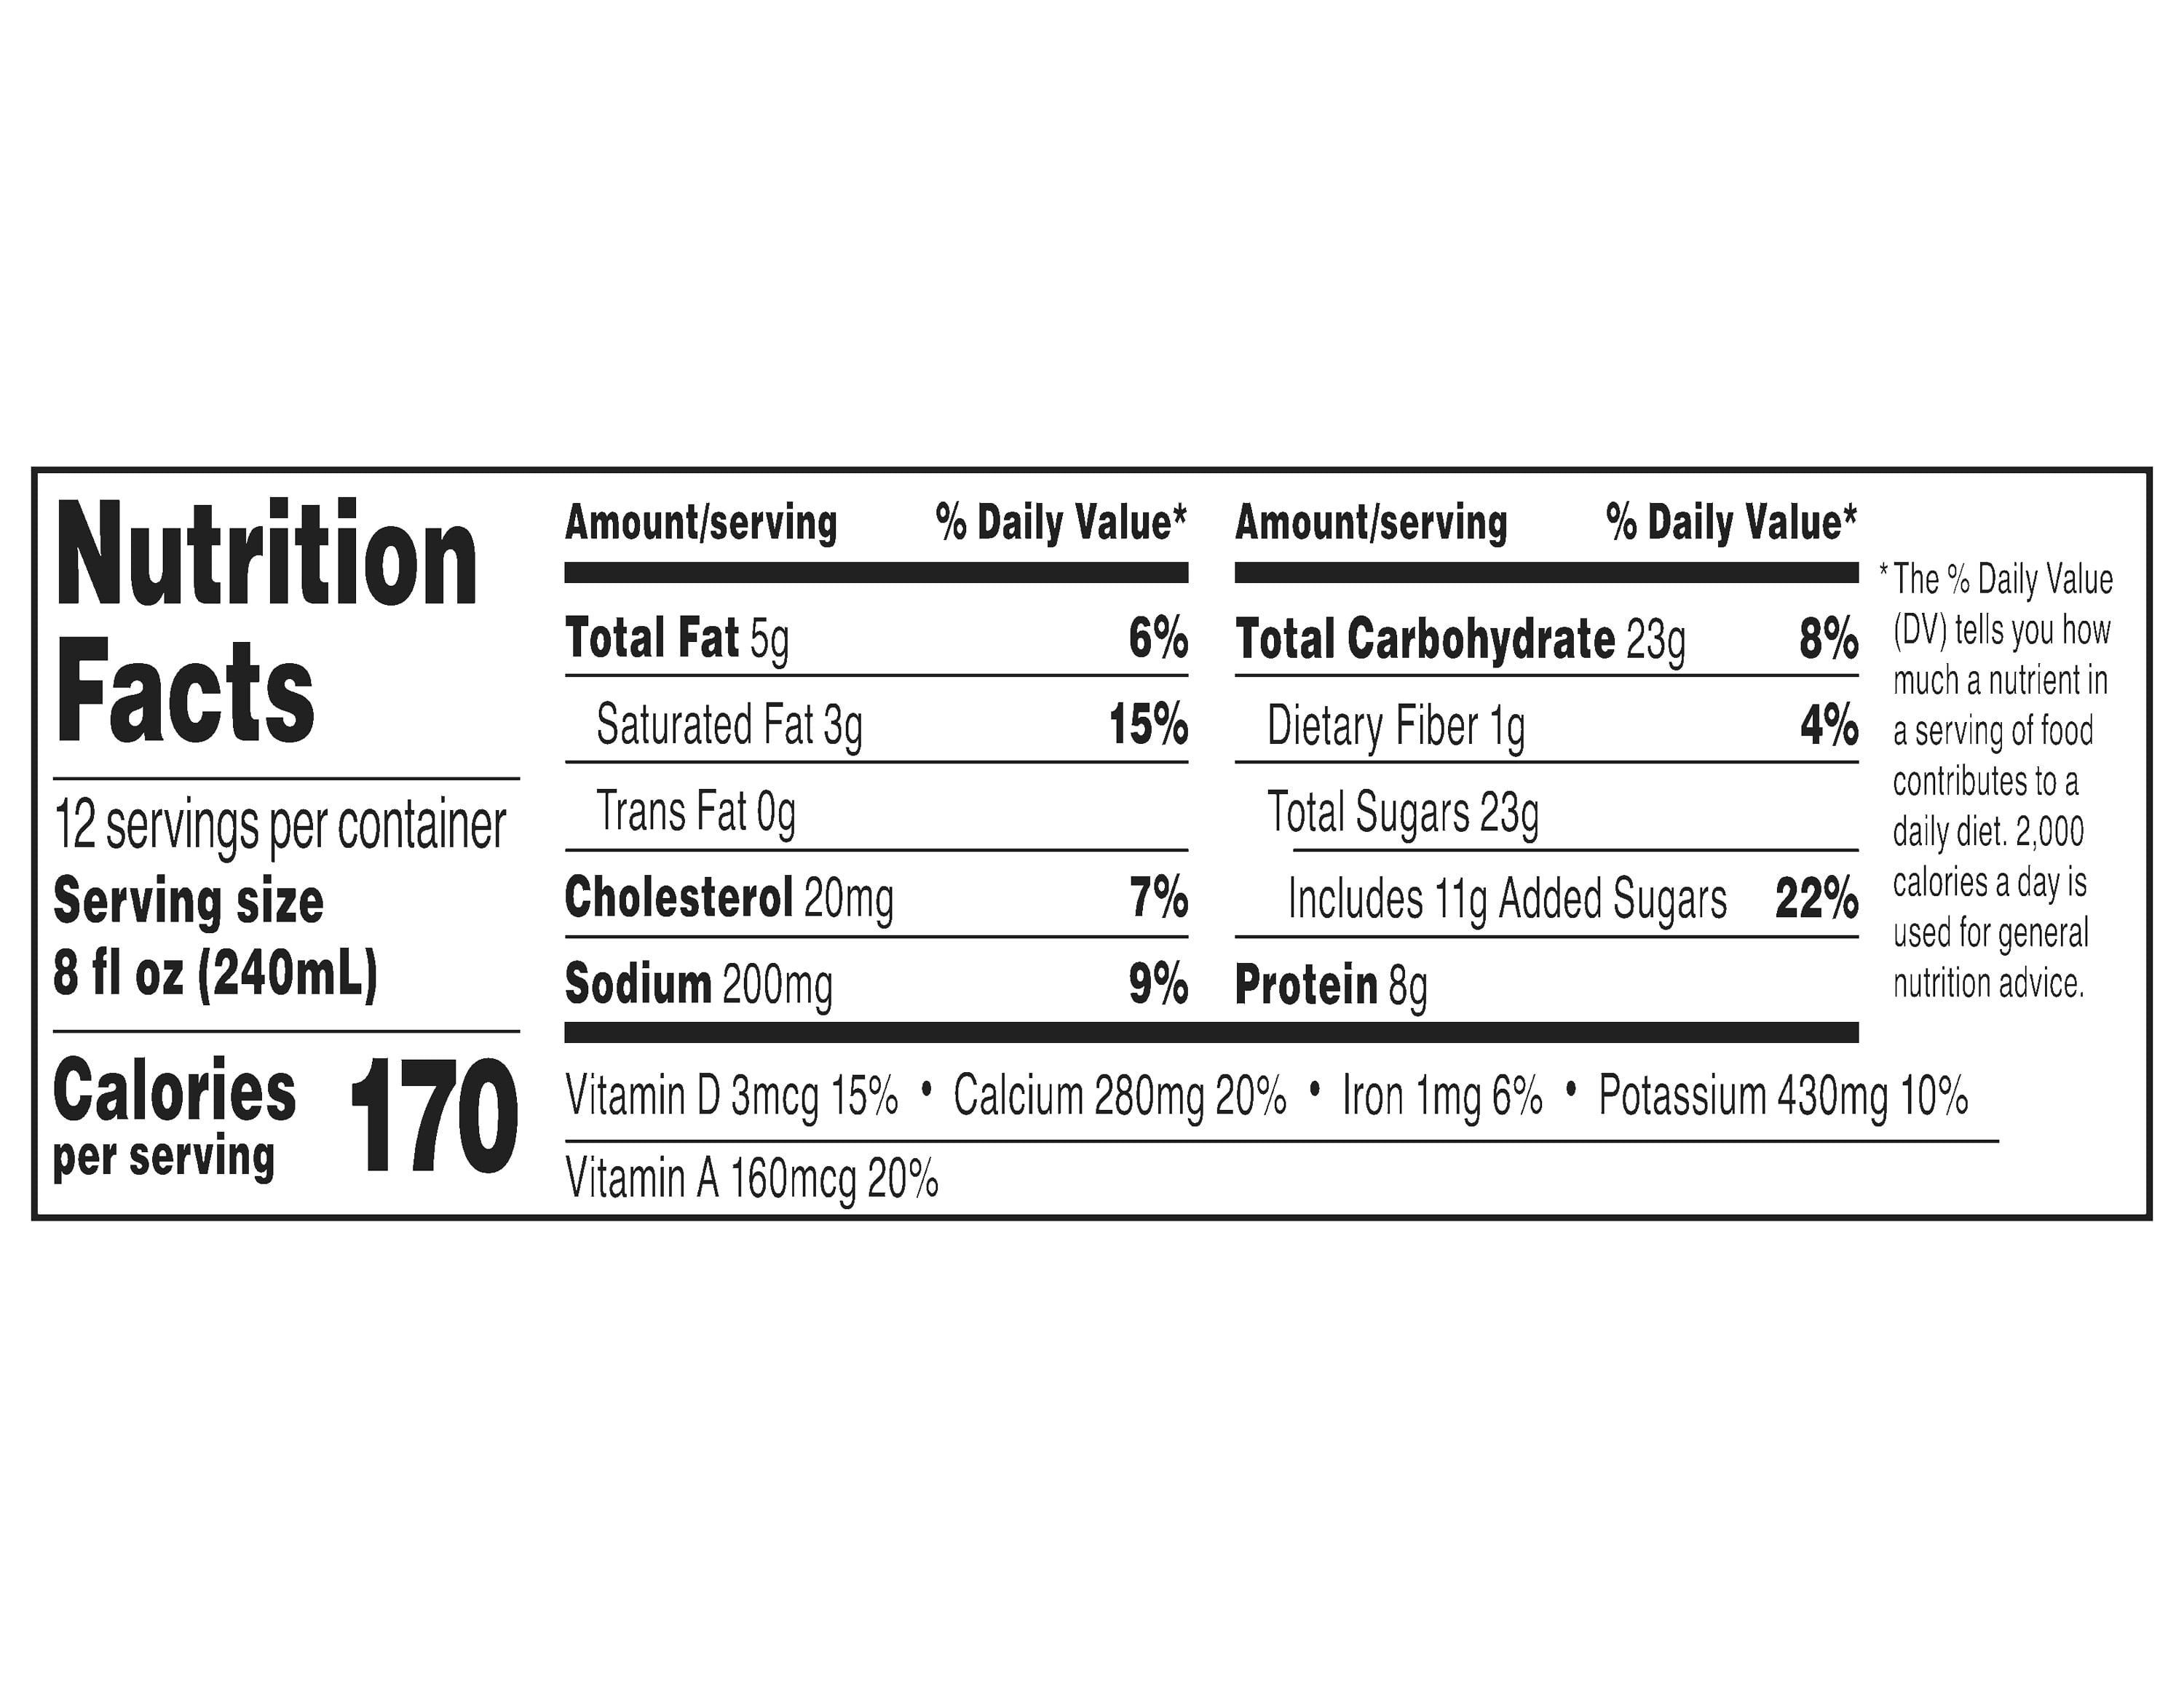 Nutrition
Facts
12 servings per container
Serving size
8 fl oz (240mL)
Calories 170
per serving
Amount/serving % Daily Value*
Total Fat 5g 6%
Saturated Fat 3g 15%
Trans Fat 0g
Cholesterol 20mg 7%
Sodium 200mg 9%
Amount/serving % Daily Value*
Total Carbohydrate 23g 8%
Dietary Fiber 1g 4%
Total Sugars 23g
Includes 11g Added Sugars 22%
Protein 8g
Vitamin D 3mcg 15% • Calcium 280mg 20% • Iron 1mg 6% • Potassium 430mg 10%
Vitamin A 160mcg 20%
* The % Daily Value
(DV) tells you how
much a nutrient in
a serving of food
contributes to a
daily diet. 2,000
calories a day is
used for general
nutrition advice.